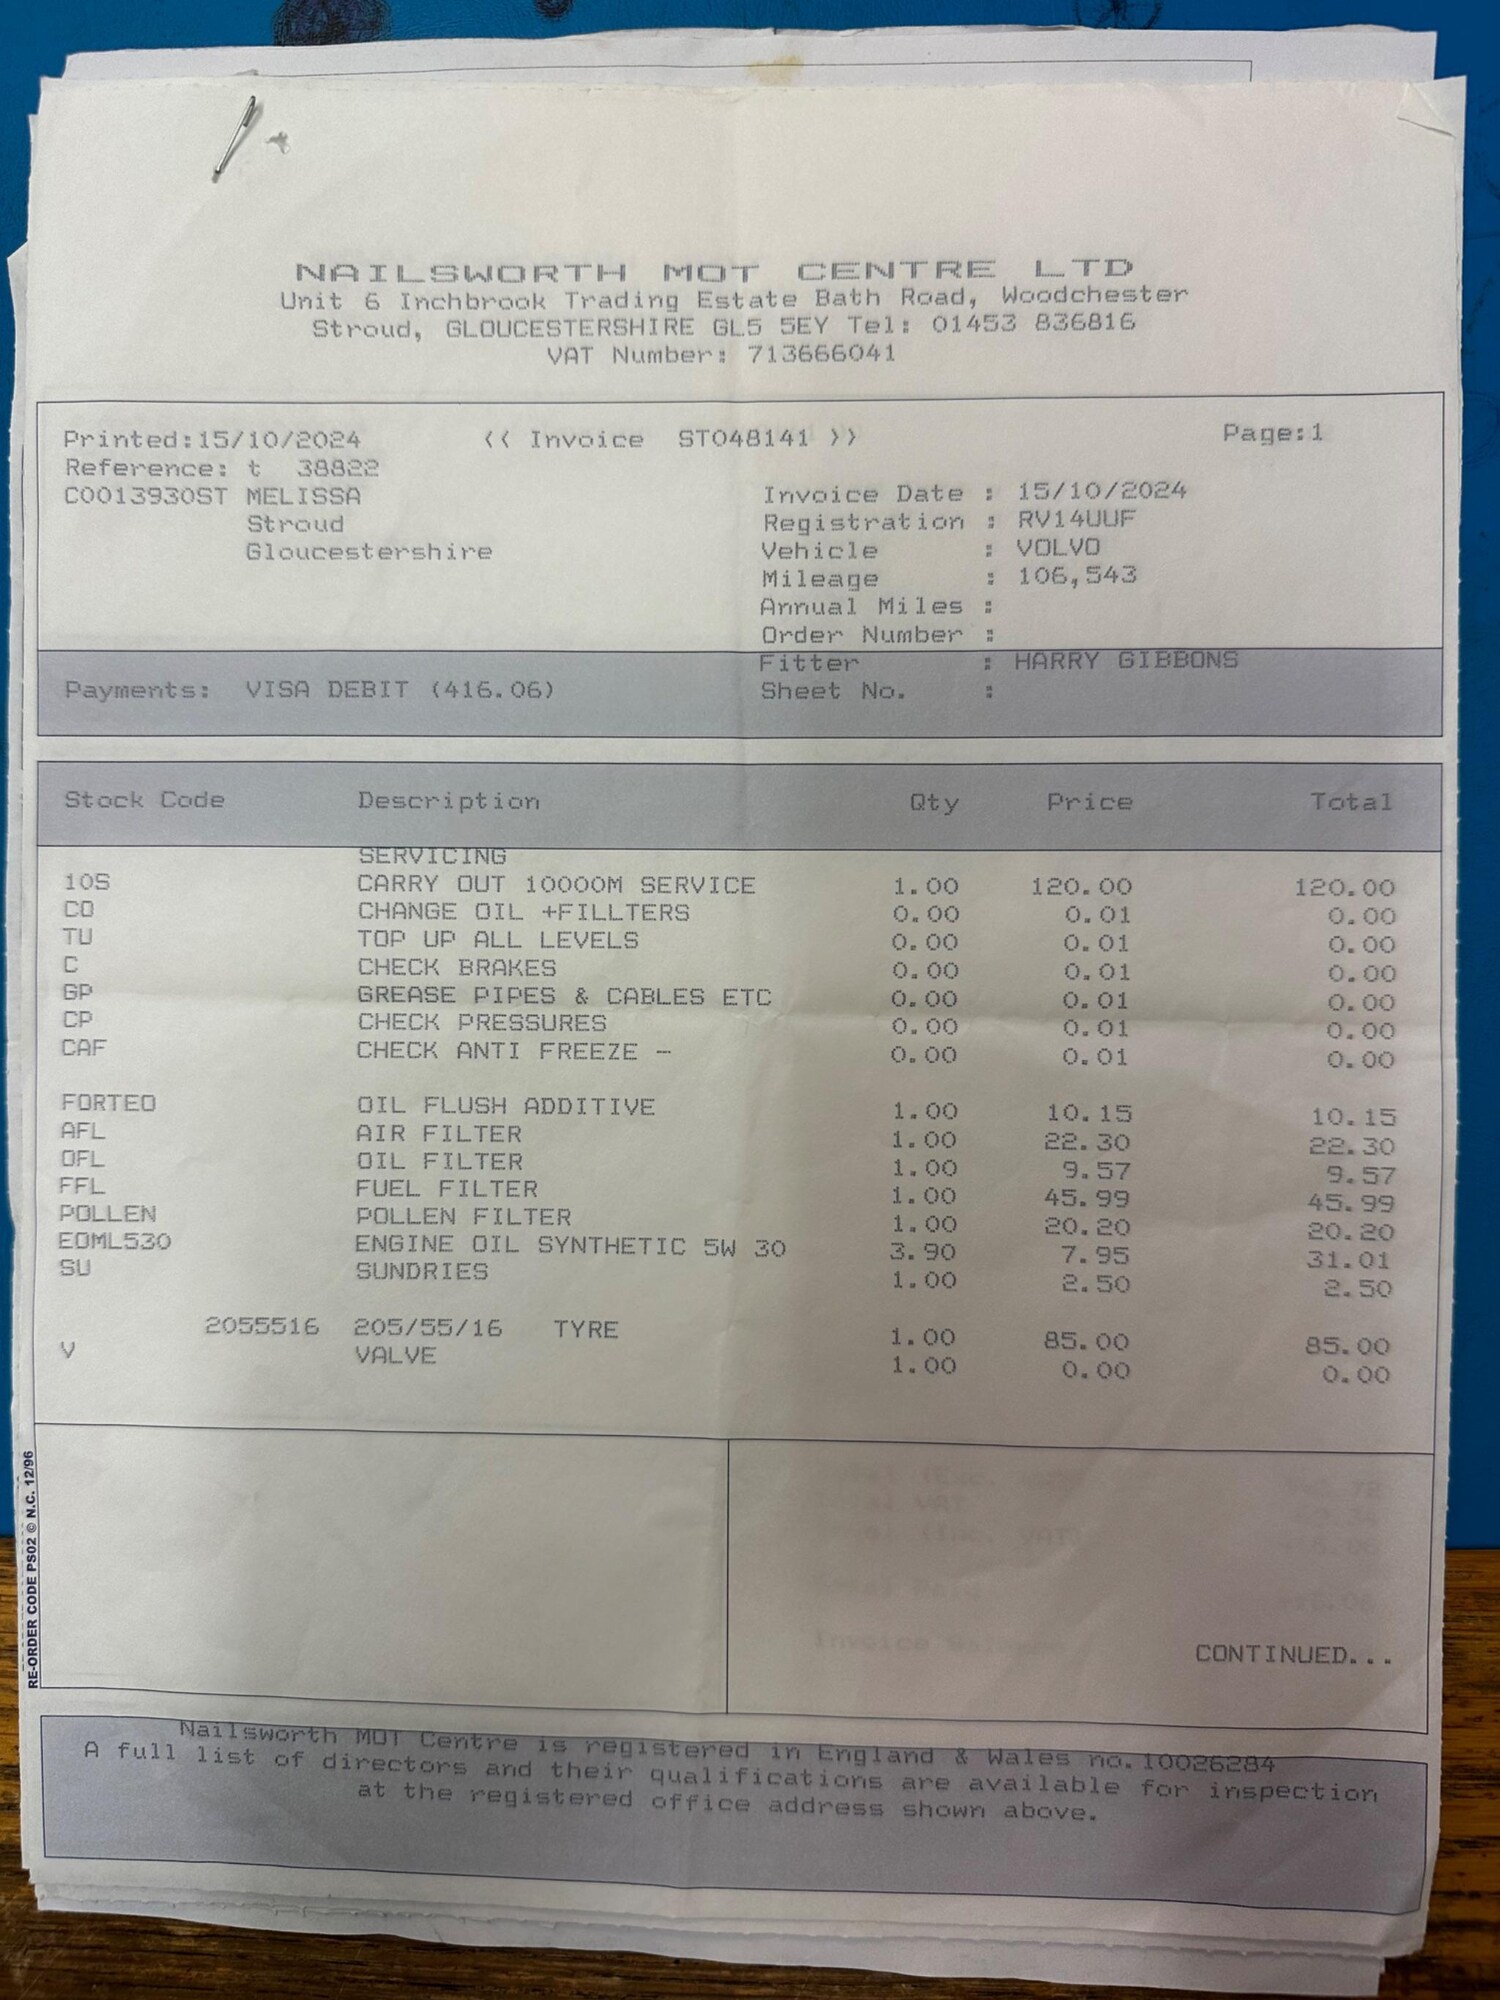 NAILSWORTH MOT CENTRE LTD
Unit 6 Inchbrook Trading Estate Bath Road, Woodchester
Stroud, GLOUCESTERSHIRE GL5 5EY Tel: 01453 836816
VAT Number: 713666041
Printed:15/10/2024 << Invoice ST048141 >> Page:1
Reference: t 38822
C0013930ST MELISSA Invoice Date : 15/10/2024
Stroud Registration : RV14UUF
Gloucestershire Vehicle : VOLVO
Mileage : 106,543
Annual Miles :
Order Number :
Fitter : HARRY GIBBONS
Payments: VISA DEBIT (416.06) Sheet No. :
Stock Code Description Qty Price Total
SERVICING
10S CARRY OUT 10000M SERVICE 1.00 120.00 120.00
CO CHANGE OIL +FILLTERS 0.00 0.01 0.00
TU TOP UP ALL LEVELS 0.00 0.01 0.00
C CHECK BRAKES 0.00 0.01 0.00
GP GREASE PIPES & CABLES ETC 0.00 0.01 0.00
CP CHECK PRESSURES 0.00 0.01 0.00
CAF CHECK ANTI FREEZE - 0.00 0.01 0.00
FORTEO OIL FLUSH ADDITIVE 1.00 10.15 10.15
AFL AIR FILTER 1.00 22.30 22.30
OFL OIL FILTER 1.00 9.57 9.57
FFL FUEL FILTER 1.00 45.99 45.99
POLLEN POLLEN FILTER 1.00 20.20 20.20
EOML530 ENGINE OIL SYNTHETIC 5W 30 3.90 7.95 31.01
SU SUNDRIES 1.00 2.50 2.50
2055516 205/55/16 TYRE 1.00 85.00 85.00
V VALVE 1.00 0.00 0.00
CONTINUED...
RE-ORDER CODE PS02 © N.C. 12/96
Nailsworth MOT Centre is registered in England & Wales no.10026284
A full list of directors and their qualifications are available for inspection
at the registered office address shown above.